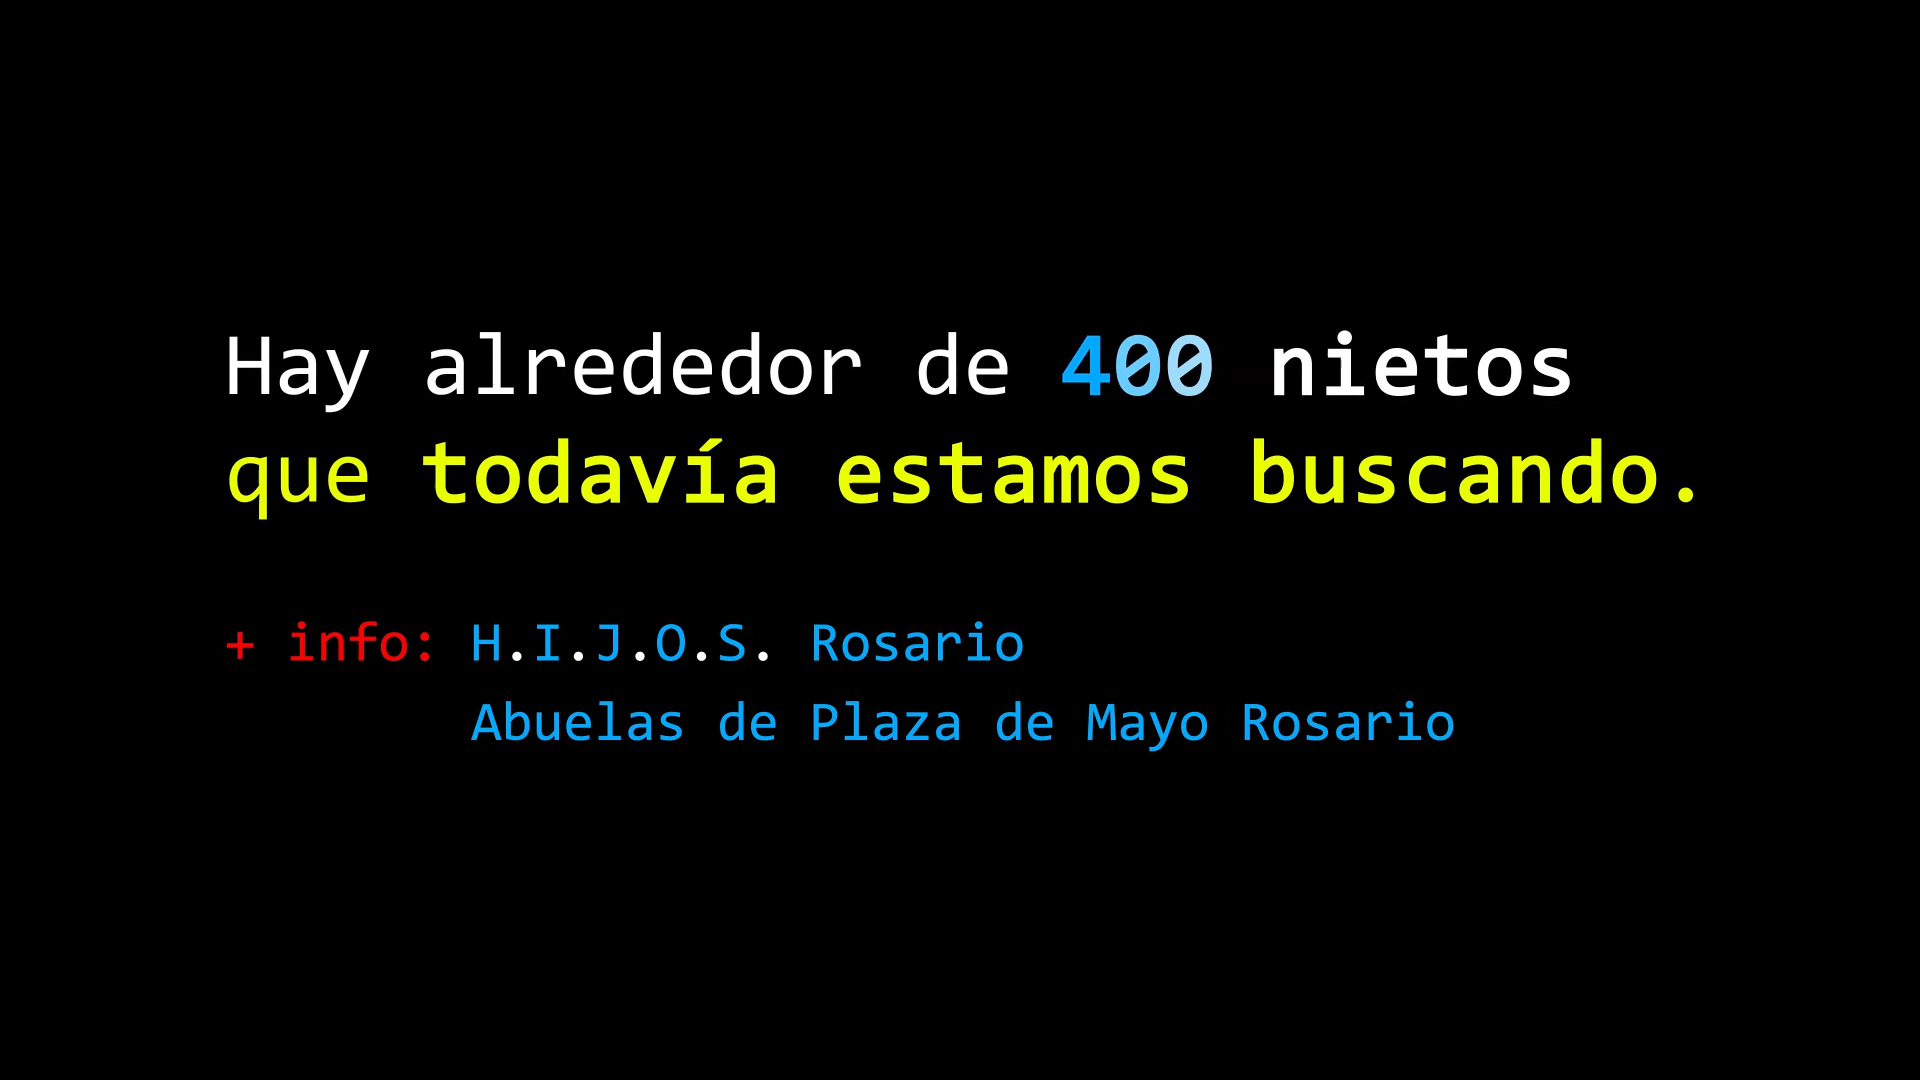 Hay alrededor de 400 nietos
que todavía estamos buscando.
+ info: H.I.J.O.S. Rosario
Abuelas de Plaza de Mayo Rosario